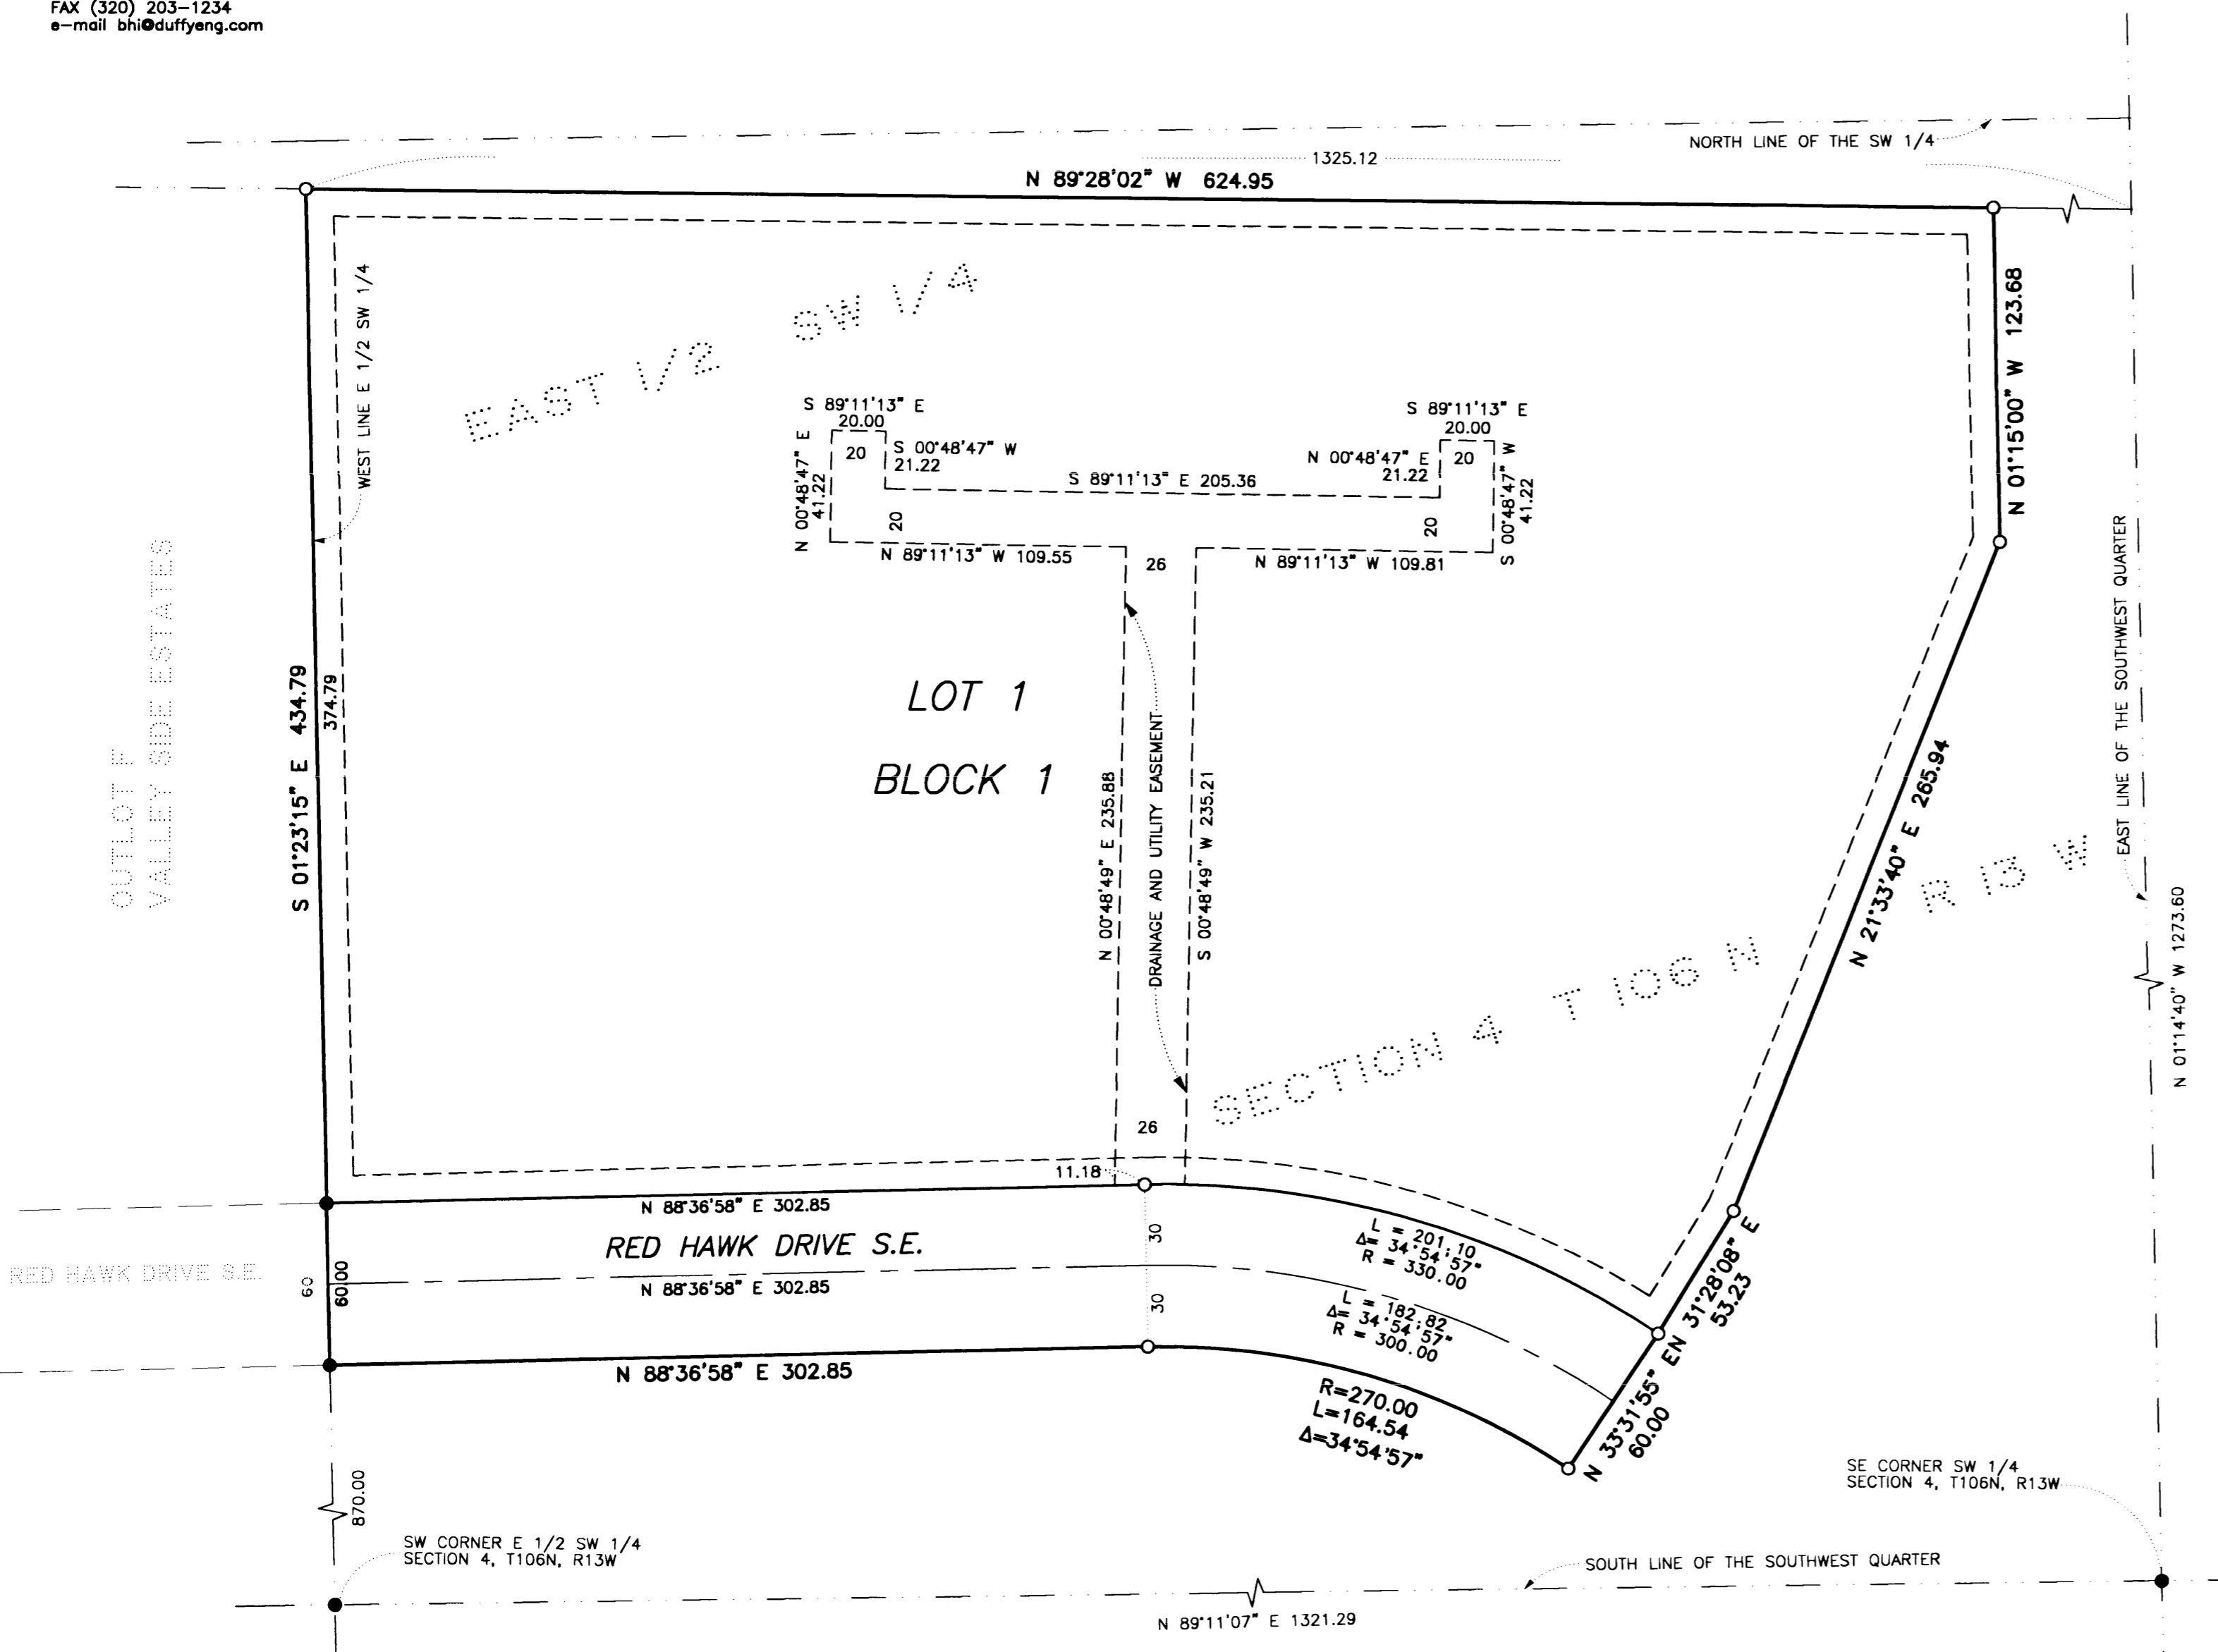 FAX (320) 203-1234
e-mail bhi@duffyeng.com
NORTH LINE OF THE SW 1/4
1325.12
N 89°28'02" W 624.95
WEST LINE E 1/2 SW 1/4
EAST 1/2 SW 1/4
N 01°15'00" W 123.68
S 89°11'13" E
20.00
20
N 00°48'47" E
41.22
S 00°48'47" W
21.22
S 89°11'13" E 205.36
S 89°11'13" E
20.00
20
N 00°48'47" E
21.22
S 00°48'47" W
41.22
20
20
N 89°11'13" W 109.55
26
N 89°11'13" W 109.81
OUTLOT F
VALLEY SIDE ESTATES
S 01°23'15" E 434.79
374.79
LOT 1
BLOCK 1
N 00°48'49" E 235.88
DRAINAGE AND UTILITY EASEMENT
S 00°48'49" W 235.21
N 21°33'40" E 265.94
EAST LINE OF THE SOUTHWEST QUARTER
N 01°14'40" W 1273.60
SECTION 4 T 106 N R 13 W
26
11.18
N 88°36'58" E 302.85
RED HAWK DRIVE S.E.
RED HAWK DRIVE S.E.
60
60.00
N 88°36'58" E 302.85
30
30
L = 201.10
Δ= 34°54'57"
R = 330.00
L = 182.82
Δ= 34°54'57"
R = 300.00
N 31°28'08" E
53.23
N 33°31'55" E
60.00
N 88°36'58" E 302.85
R=270.00
L=164.54
Δ=34°54'57"
870.00
SW CORNER E 1/2 SW 1/4
SECTION 4, T106N, R13W
SE CORNER SW 1/4
SECTION 4, T106N, R13W
SOUTH LINE OF THE SOUTHWEST QUARTER
N 89°11'07" E 1321.29